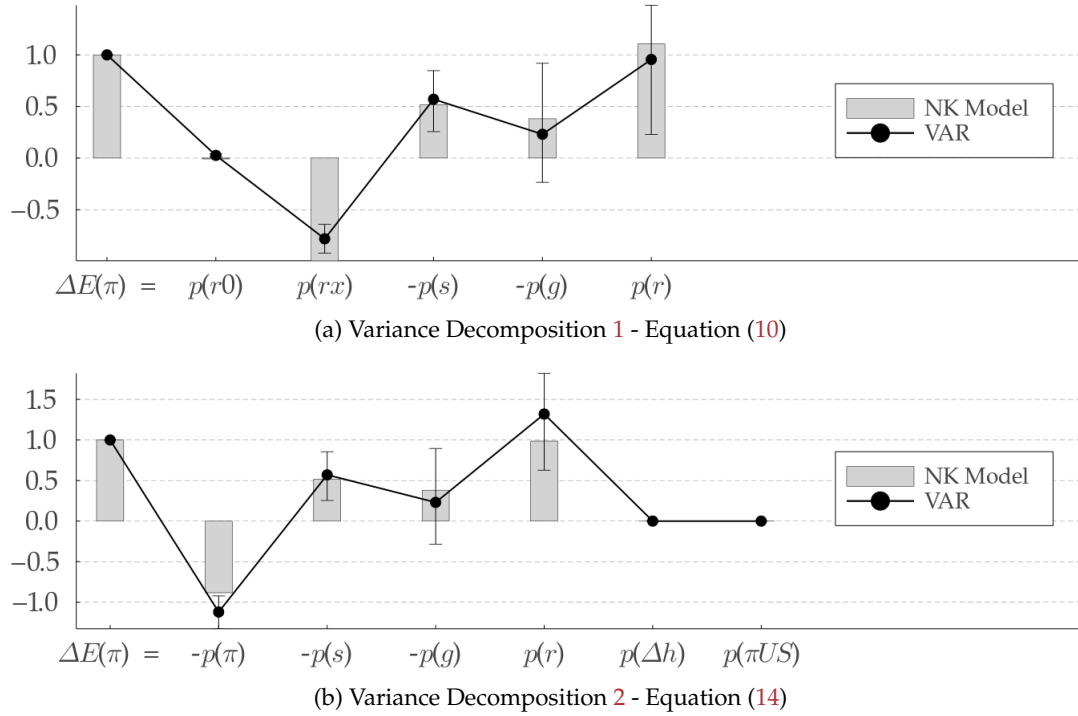 1.0
0.5
0.0
−0.5
NK Model
VAR
ΔE(π) = p(r0) p(rx) -p(s) -p(g) p(r)
(a) Variance Decomposition 1 - Equation (10)
1.5
1.0
0.5
0.0
−0.5
−1.0
NK Model
VAR
ΔE(π) = -p(π) -p(s) -p(g) p(r) p(Δh) p(πUS)
(b) Variance Decomposition 2 - Equation (14)